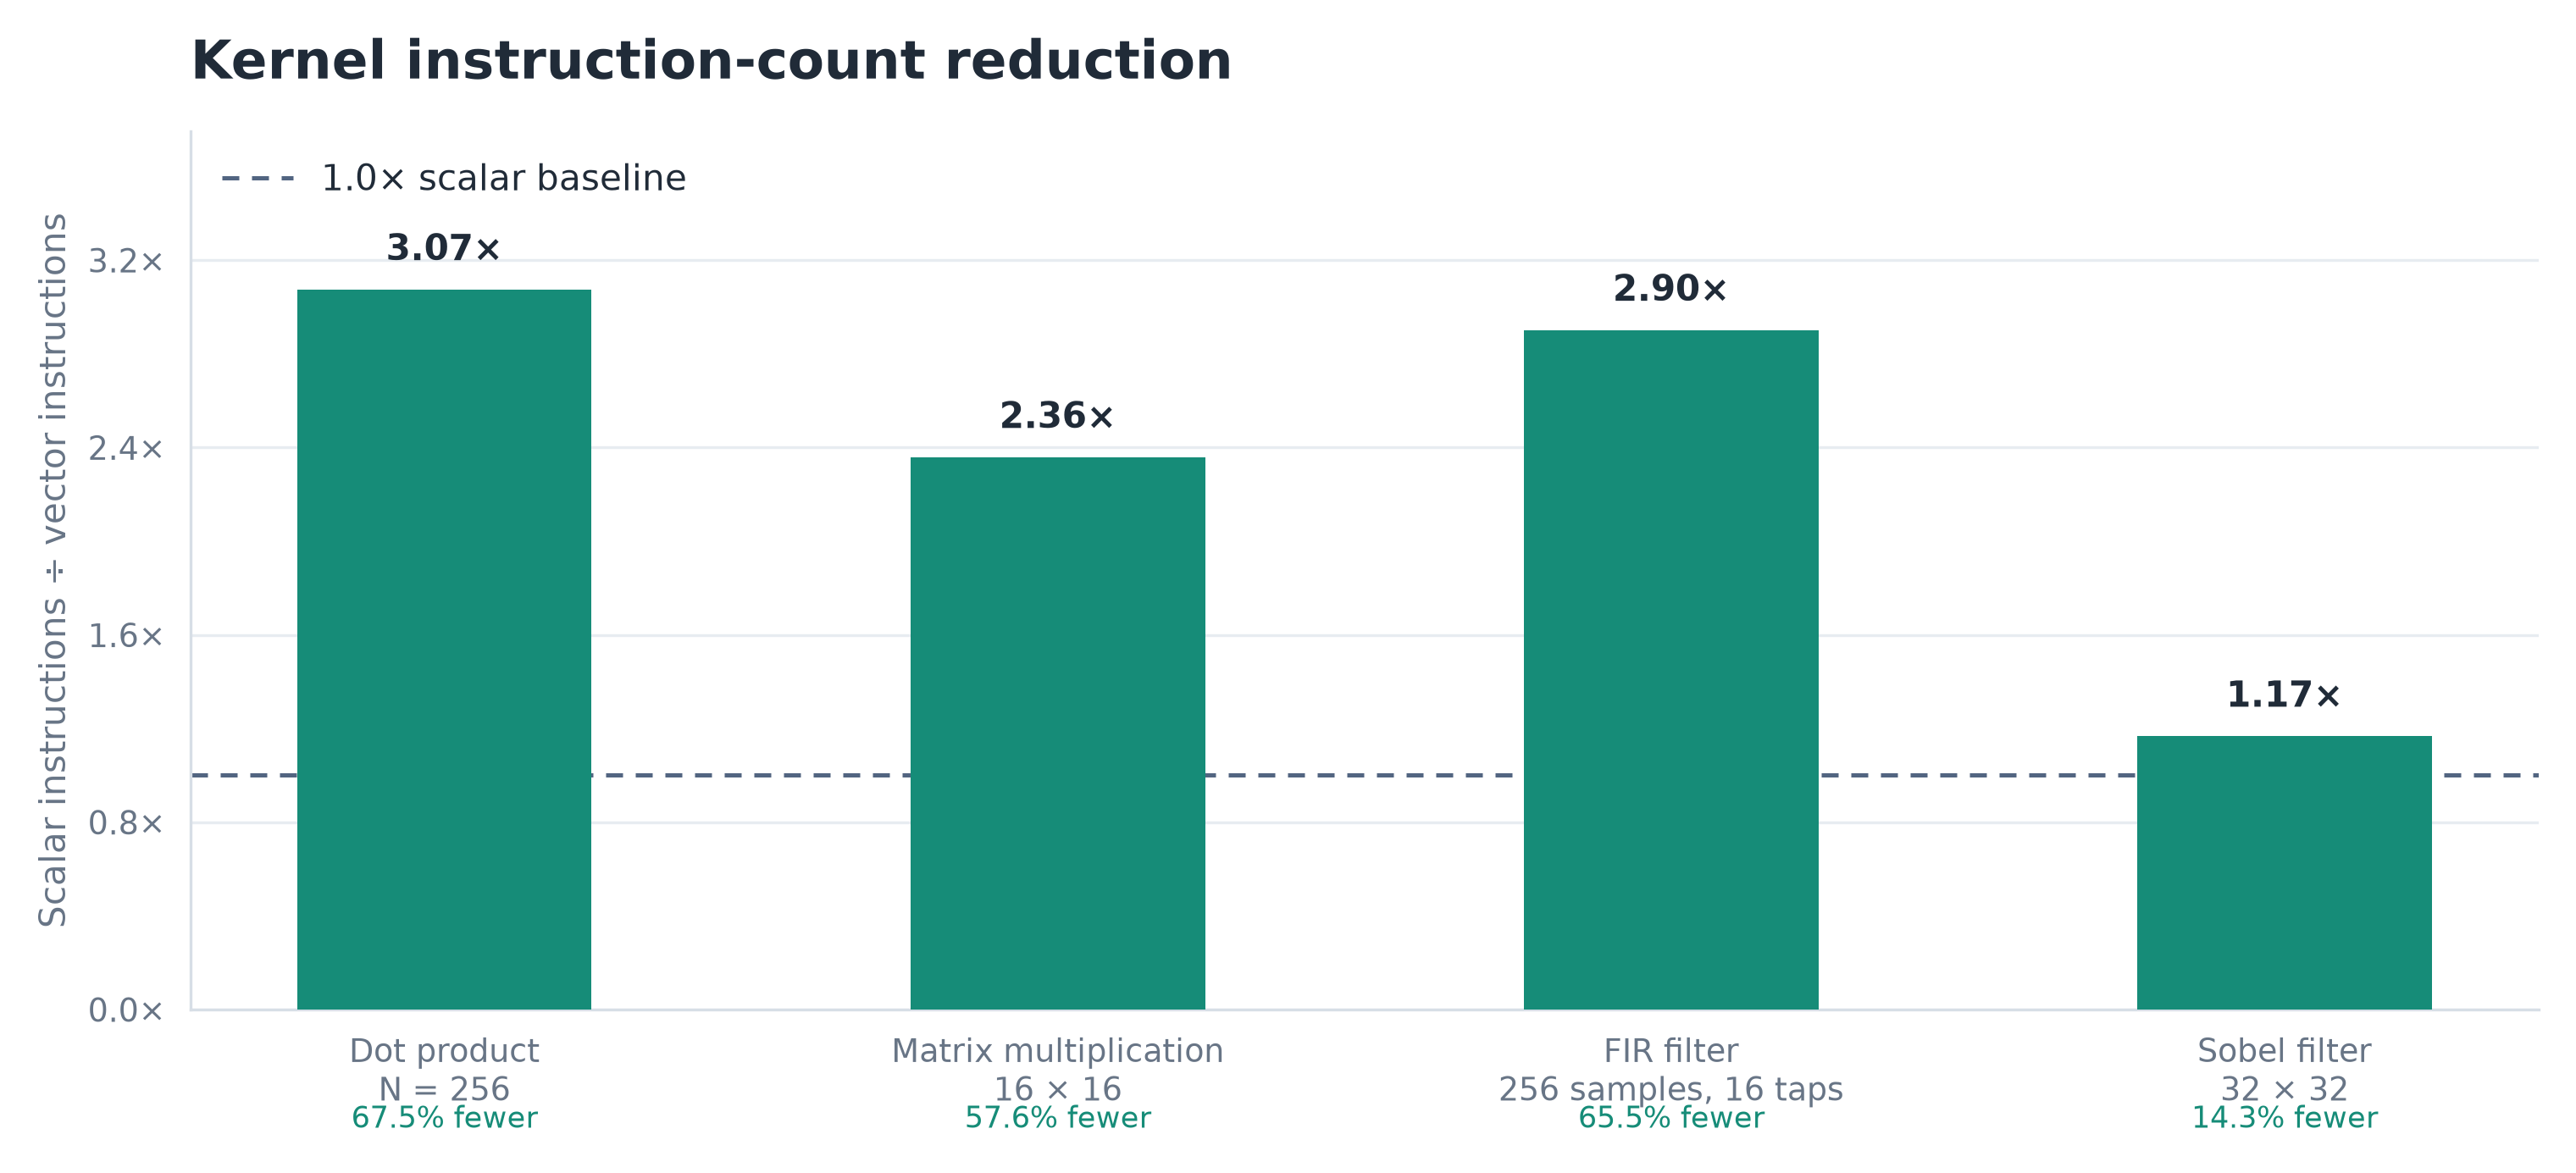 Kernel instruction-count reduction
1.0× scalar baseline
Scalar instructions ÷ vector instructions
3.2×
2.4×
1.6×
0.8×
0.0×
3.07×
2.36×
2.90×
1.17×
Dot product
N = 256
67.5% fewer
Matrix multiplication
16 × 16
57.6% fewer
FIR filter
256 samples, 16 taps
65.5% fewer
Sobel filter
32 × 32
14.3% fewer